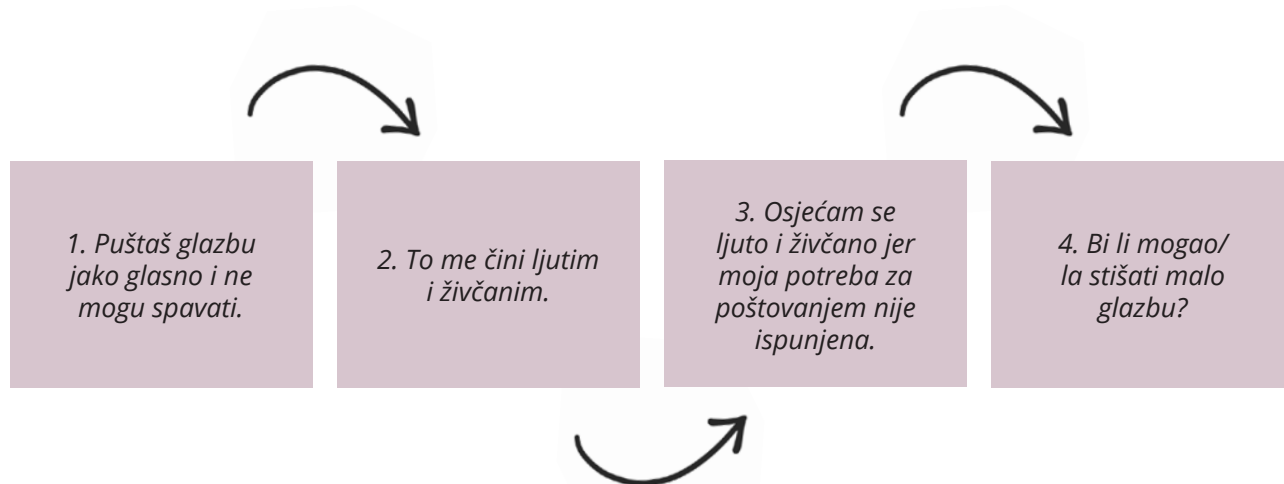 1. Puštaš glazbu
jako glasno i ne
mogu spavati.
2. To me čini ljutim
i živčanim.
3. Osjećam se
ljuto i živčano jer
moja potreba za
poštovanjem nije
ispunjena.
4. Bi li mogao/
la stišati malo
glazbu?